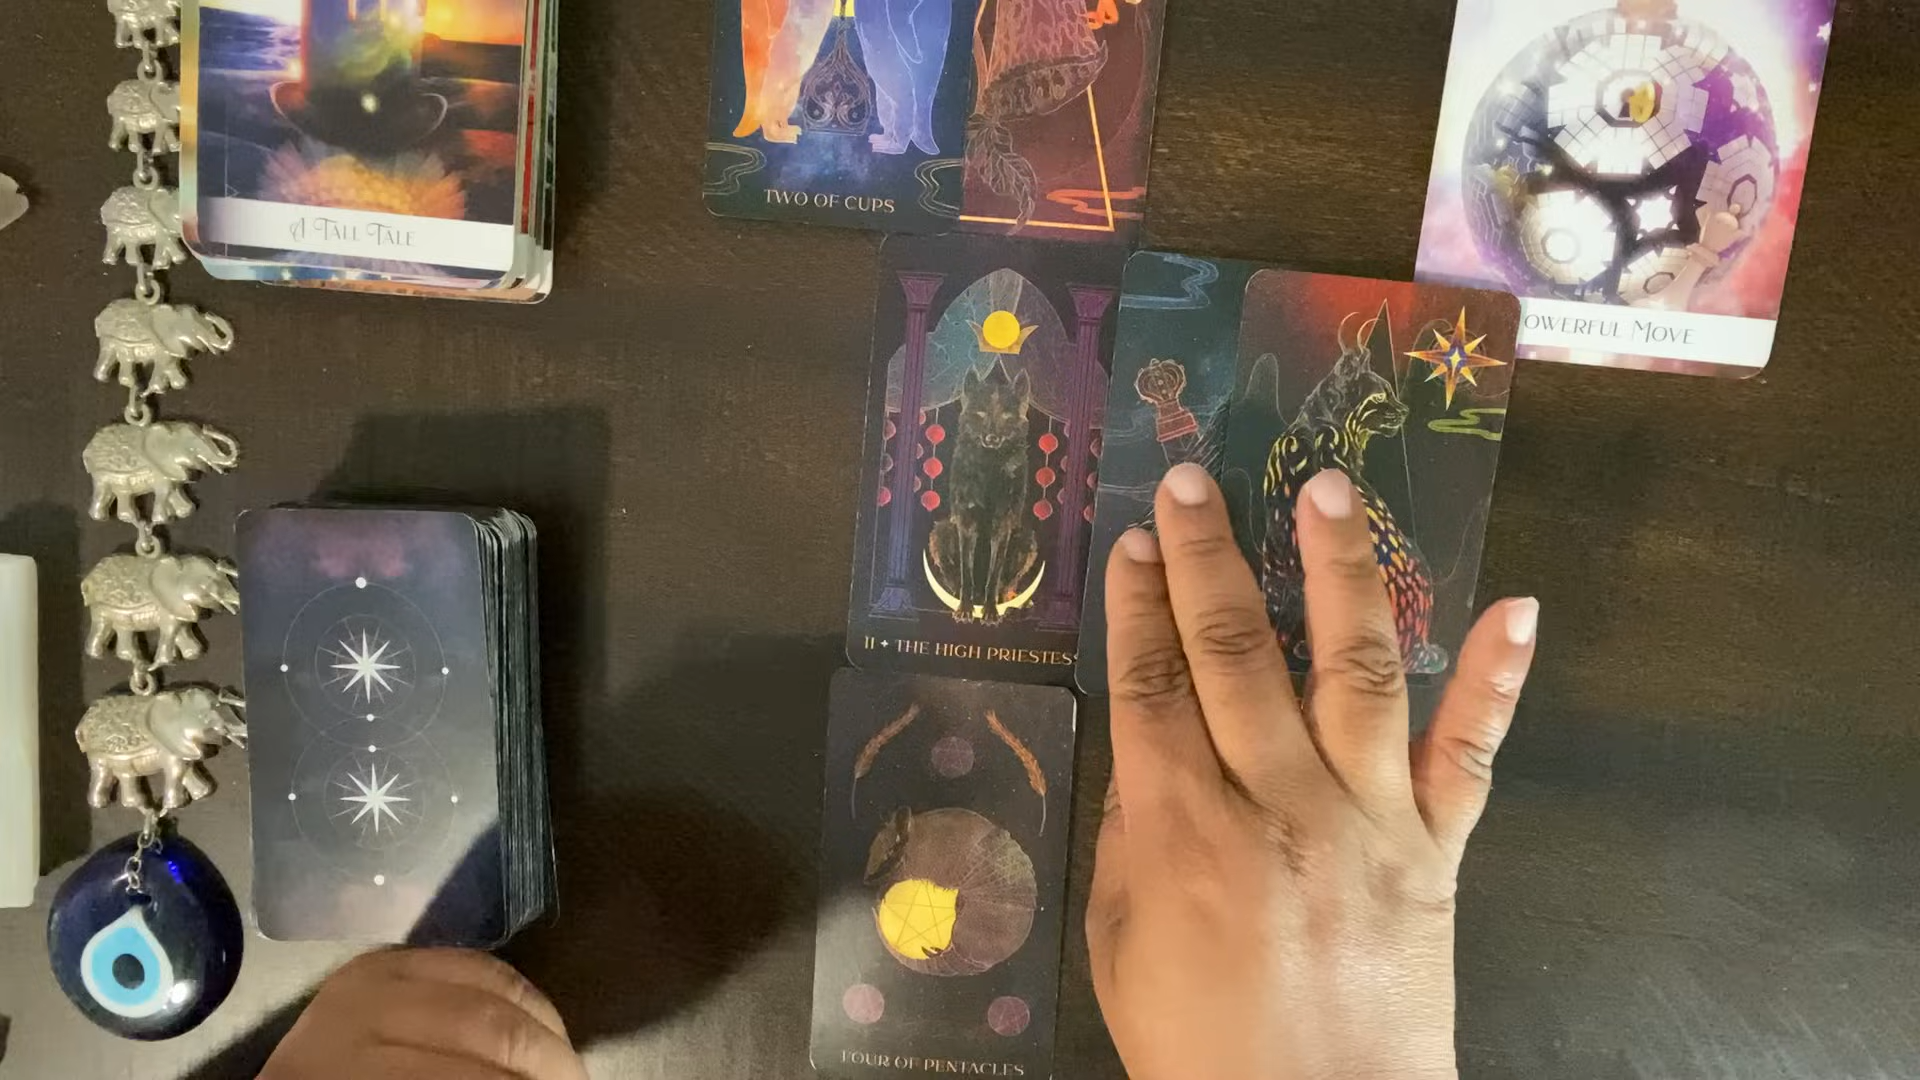 A TALL TALE
TWO OF CUPS
OWERFUL MOVE
II ✦ THE HIGH PRIESTESS
FOUR OF PENTACLES